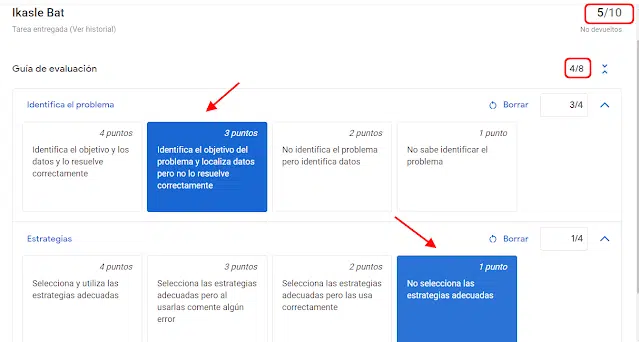 Ikasle Bat
5/10
Tarea entregada (Ver historial)
No devueltos
Guía de evaluación
4/8
Identifica el problema
Borrar
3/4
4 puntos
Identifica el objetivo y los
datos y lo resuelve
correctamente
3 puntos
Identifica el objetivo del
problema y localiza datos
pero no lo resuelve
correctamente
2 puntos
No identifica el problema
pero identifica datos
1 punto
No sabe identificar el
problema
Estrategias
Borrar
1/4
4 puntos
Selecciona y utiliza las
estrategias adecuadas
3 puntos
Selecciona las estrategias
adecuadas pero al
usarlas comente algún
error
2 puntos
Selecciona las estrategias
adecuadas pero las usa
correctamente
1 punto
No selecciona las
estrategias adecuadas